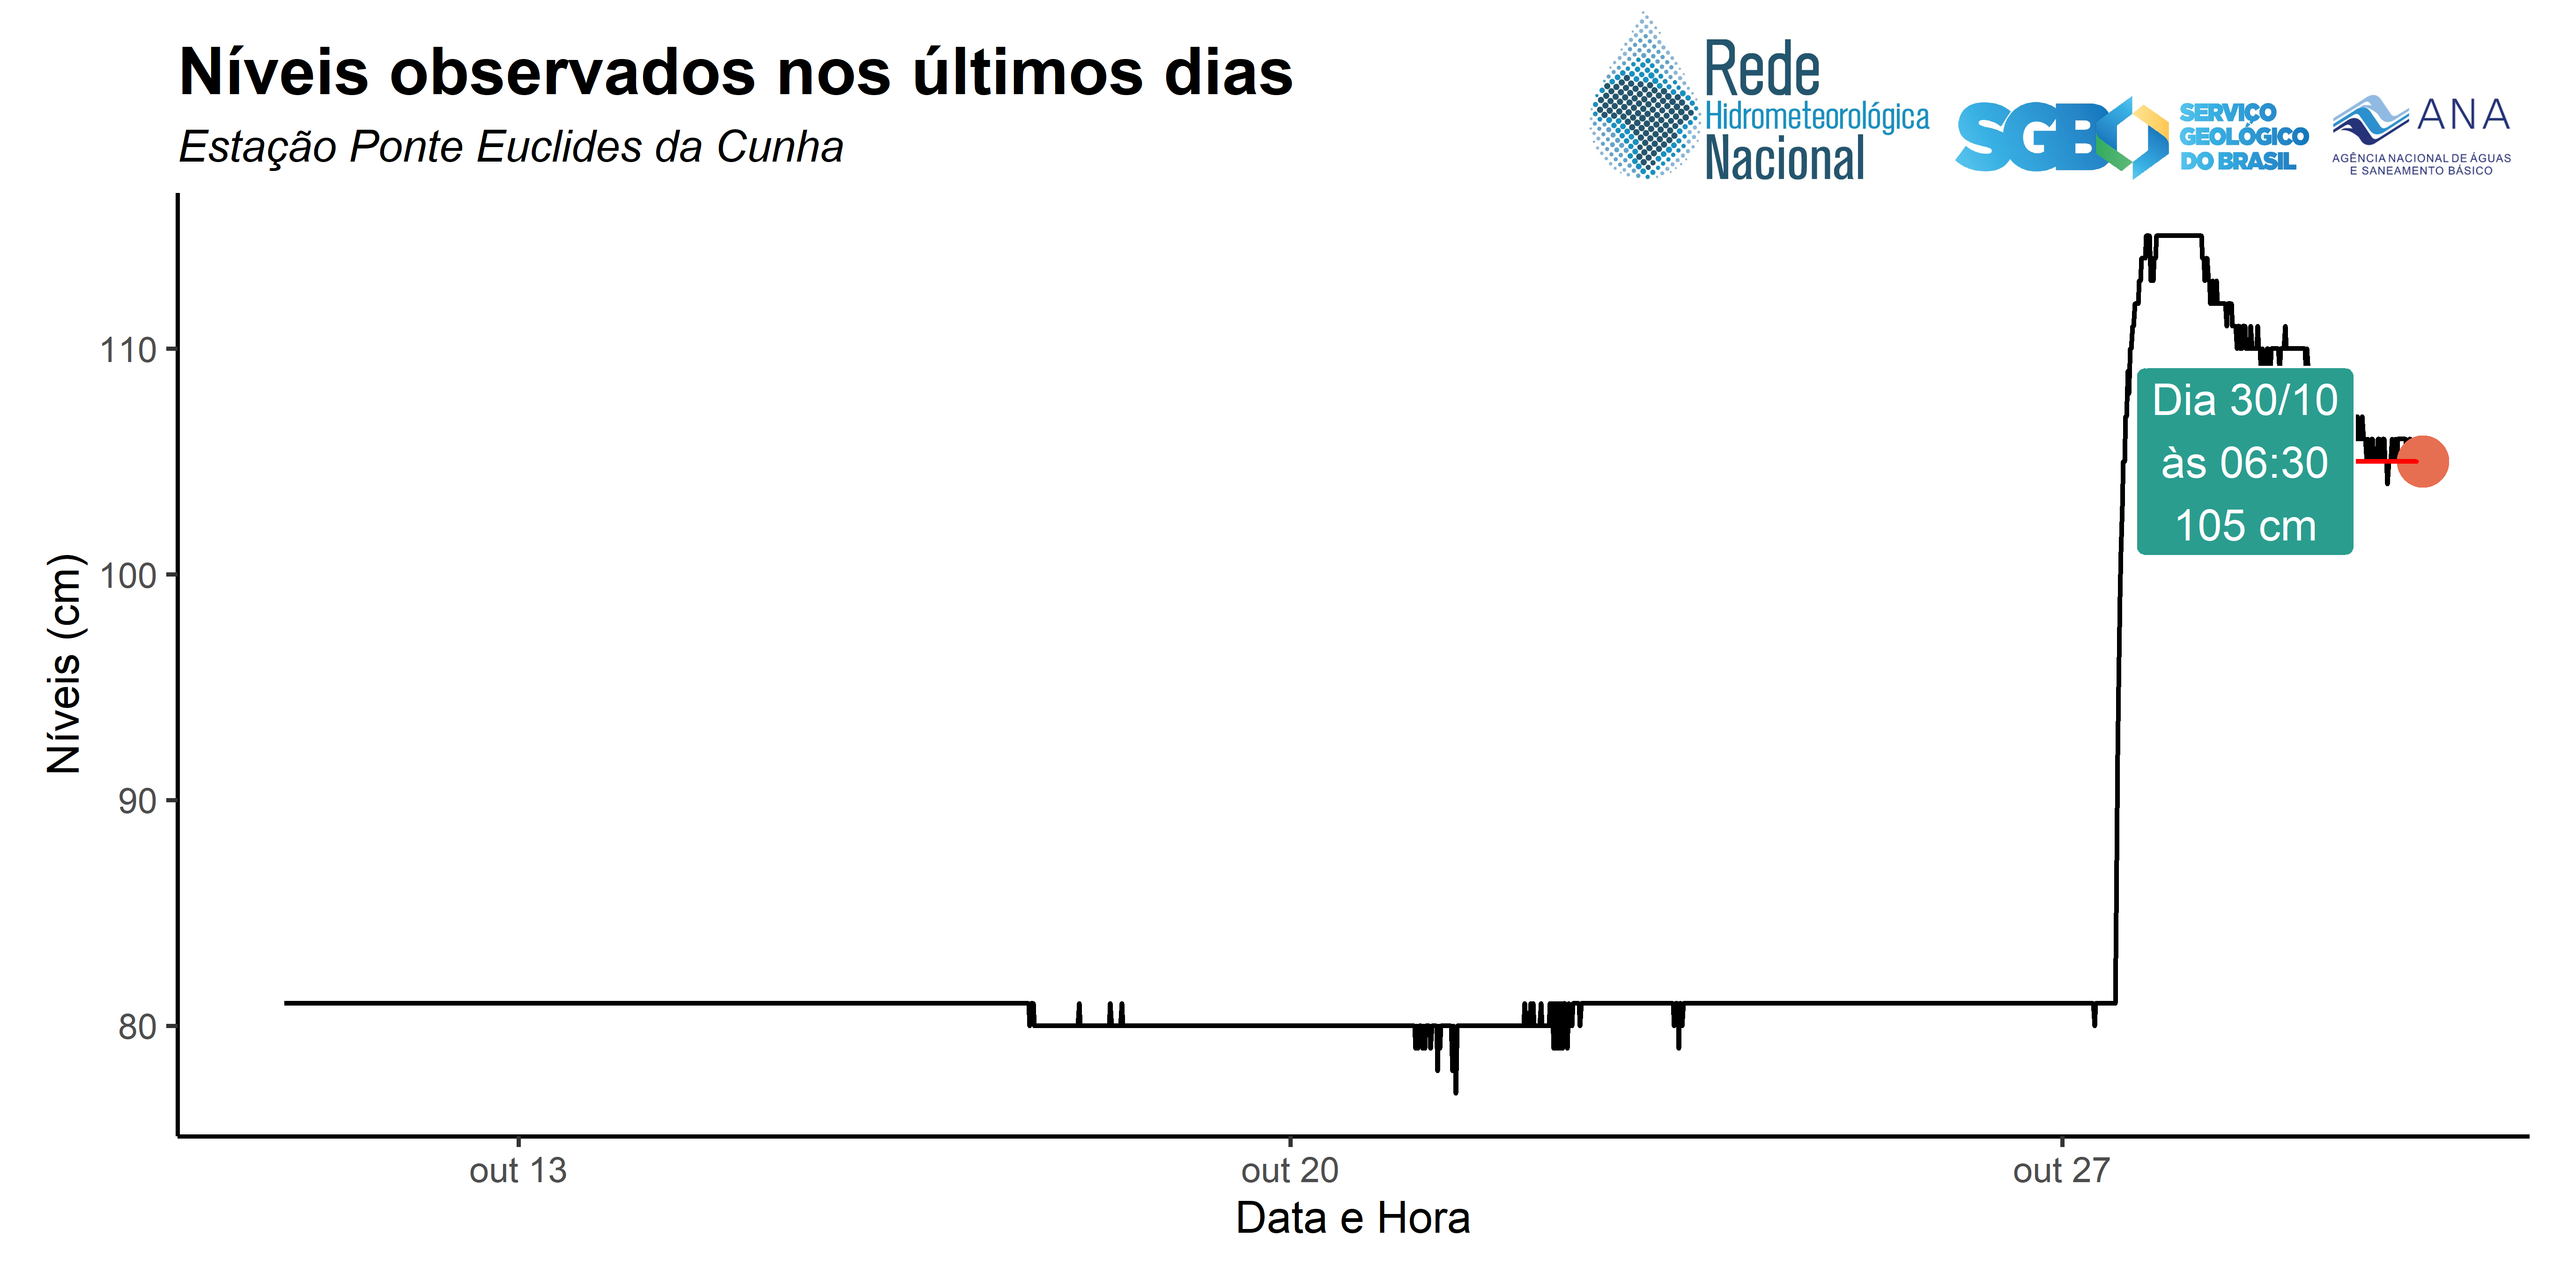 Níveis observados nos últimos dias
Estação Ponte Euclides da Cunha
Rede
Hidrometeorológica
Nacional
SGB
SERVIÇO
GEOLÓGICO
DO BRASIL
ANA
AGÊNCIA NACIONAL DE ÁGUAS
E SANEAMENTO BÁSICO
Níveis (cm)
110
100
90
80
Dia 30/10
às 06:30
105 cm
out 13
out 20
out 27
Data e Hora